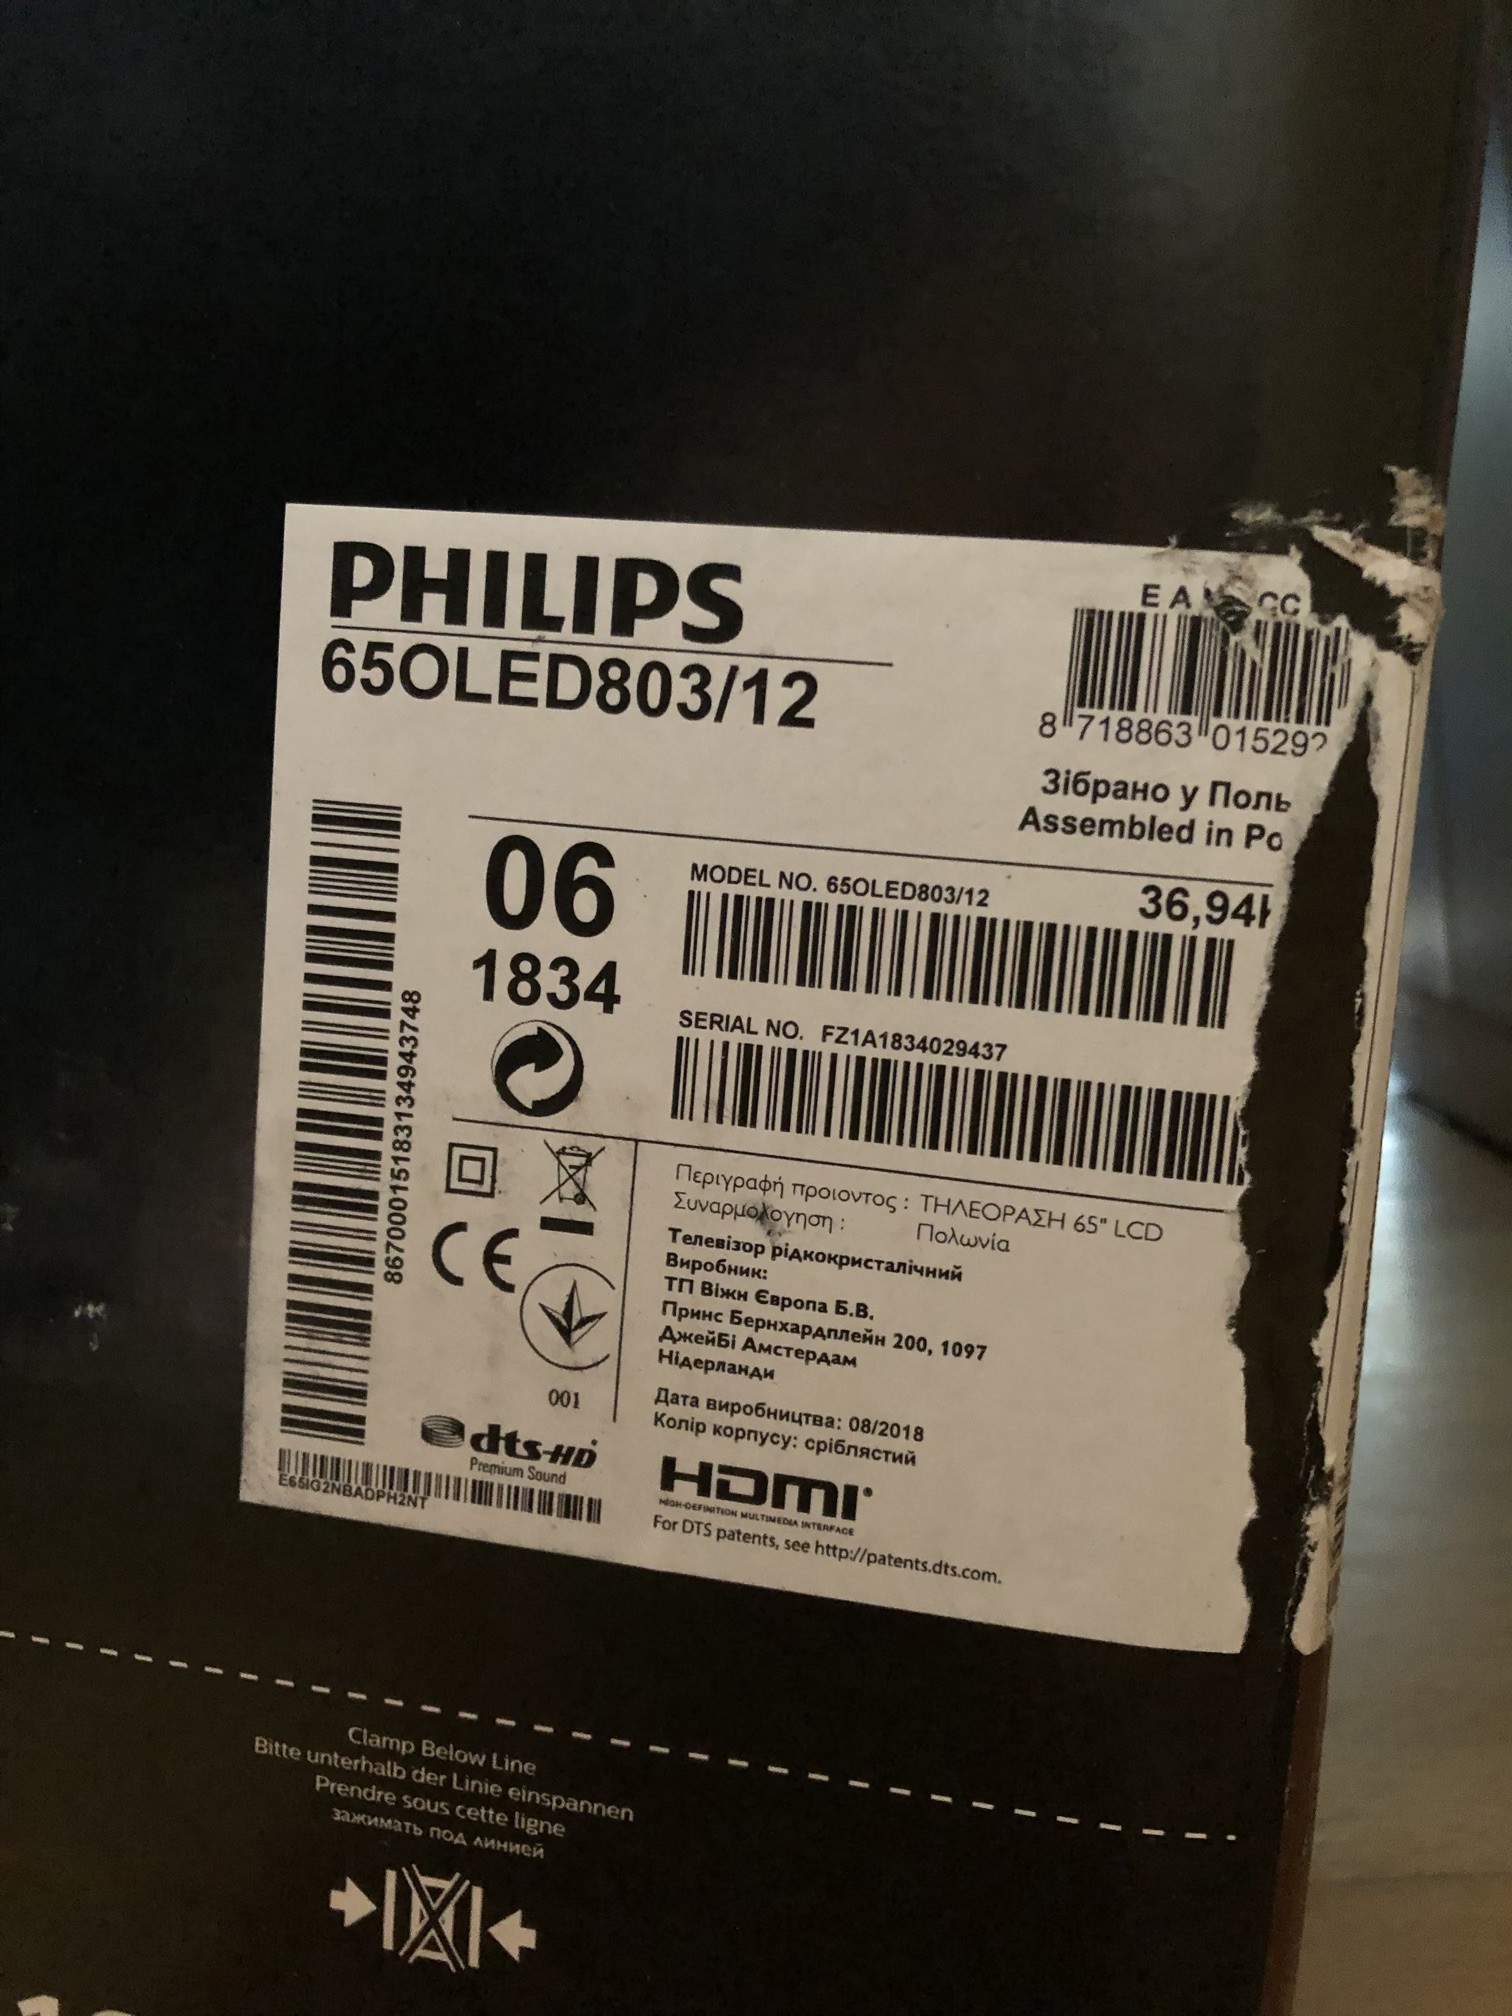 PHILIPS
65OLED803/12
8 718863 01529
Зібрано у Поль
Assembled in Po
06
1834
MODEL NO. 65OLED803/12
36,94
SERIAL NO. FZ1A1834029437
86700015183134943748
CE
001
dts-HD
Premium Sound
E65IG2NBADPH2NT
Περιγραφή προιοντος : ΤΗΛΕΟΡΑΣΗ 65" LCD
Συναρμολογηση : Πολωνία
Телевізор рідкокристалічний
Виробник:
ТП Віжн Європа Б.В.
Принс Бернхардплейн 200, 1097
ДжейБі Амстердам
Нідерланди
Дата виробництва: 08/2018
Колір корпусу: сріблястий
HDMI
HIGH-DEFINITION MULTIMEDIA INTERFACE
For DTS patents, see http://patents.dts.com.
Clamp Below Line
Bitte unterhalb der Linie einspannen
Prendre sous cette ligne
зажимать под линией